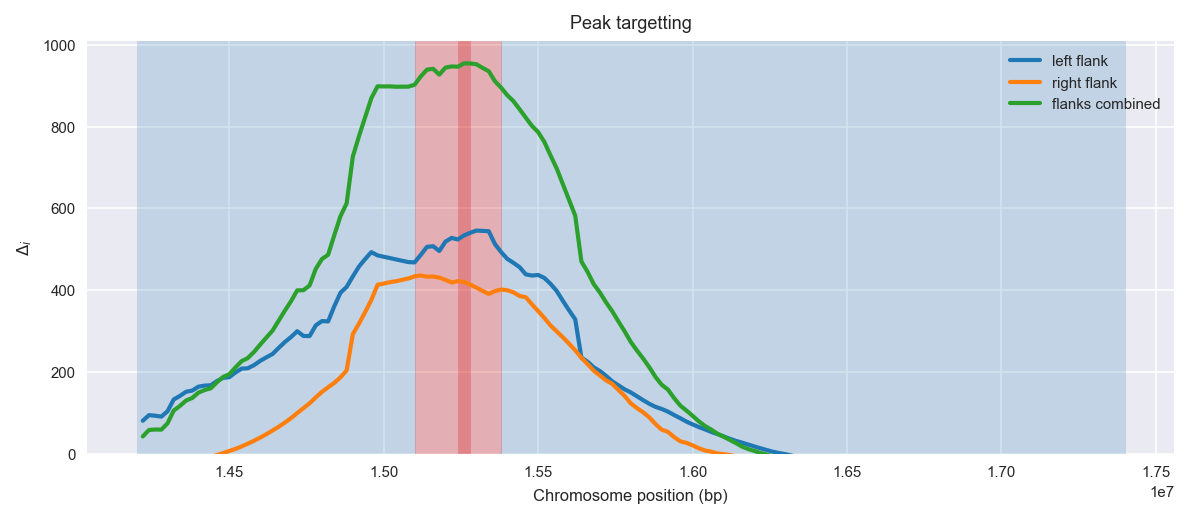 Peak targetting
1000
800
600
400
200
0
Δi
left flank
right flank
flanks combined
1.45 1.50 1.55 1.60 1.65 1.70 1.75
1e7
Chromosome position (bp)